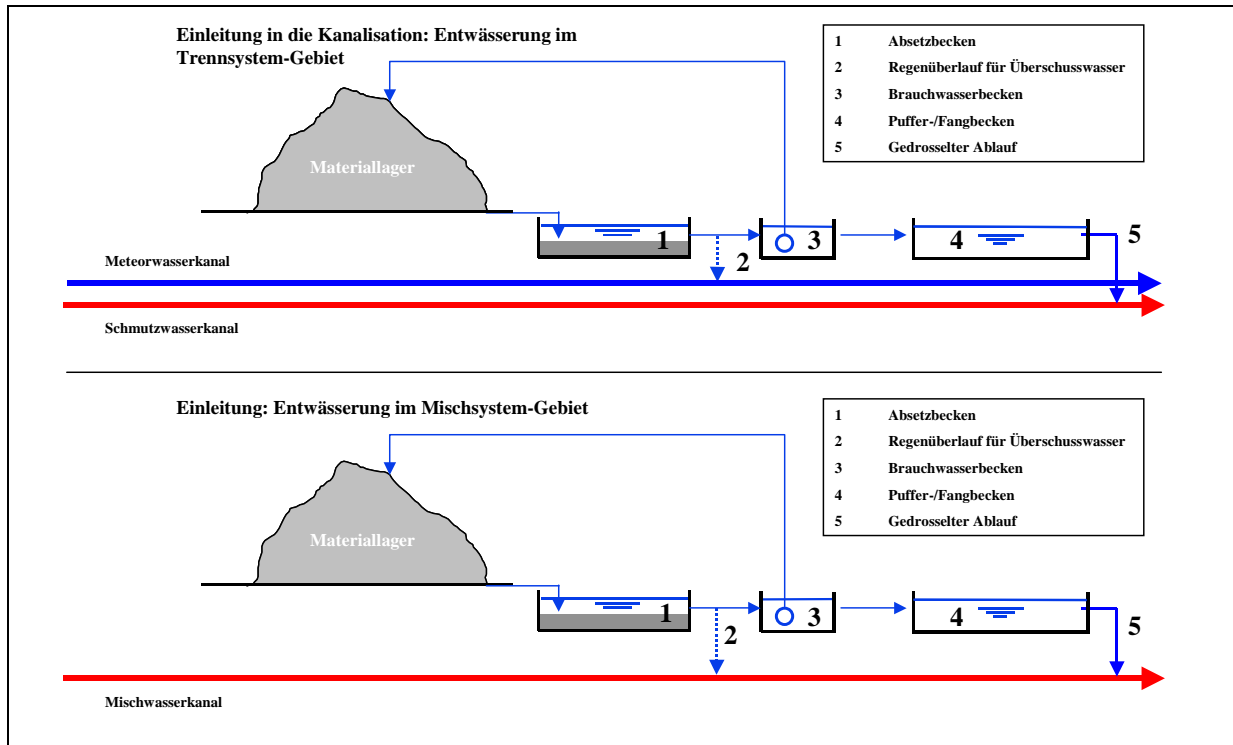 Einleitung in die Kanalisation: Entwässerung im
Trennsystem-Gebiet
1 Absetzbecken
2 Regenüberlauf für Überschusswasser
3 Brauchwasserbecken
4 Puffer-/Fangbecken
5 Gedrosselter Ablauf
Materiallager
1
2
3
4
5
Meteorwasserkanal
Schmutzwasserkanal
Einleitung: Entwässerung im Mischsystem-Gebiet
1 Absetzbecken
2 Regenüberlauf für Überschusswasser
3 Brauchwasserbecken
4 Puffer-/Fangbecken
5 Gedrosselter Ablauf
Materiallager
1
2
3
4
5
Mischwasserkanal